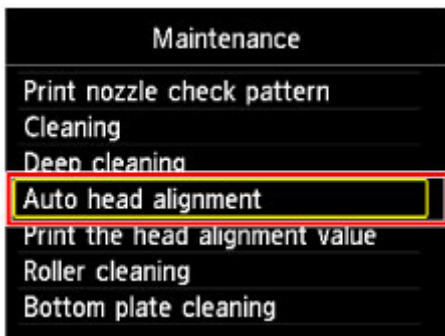 Maintenance
Print nozzle check pattern
Cleaning
Deep cleaning
Auto head alignment
Print the head alignment value
Roller cleaning
Bottom plate cleaning